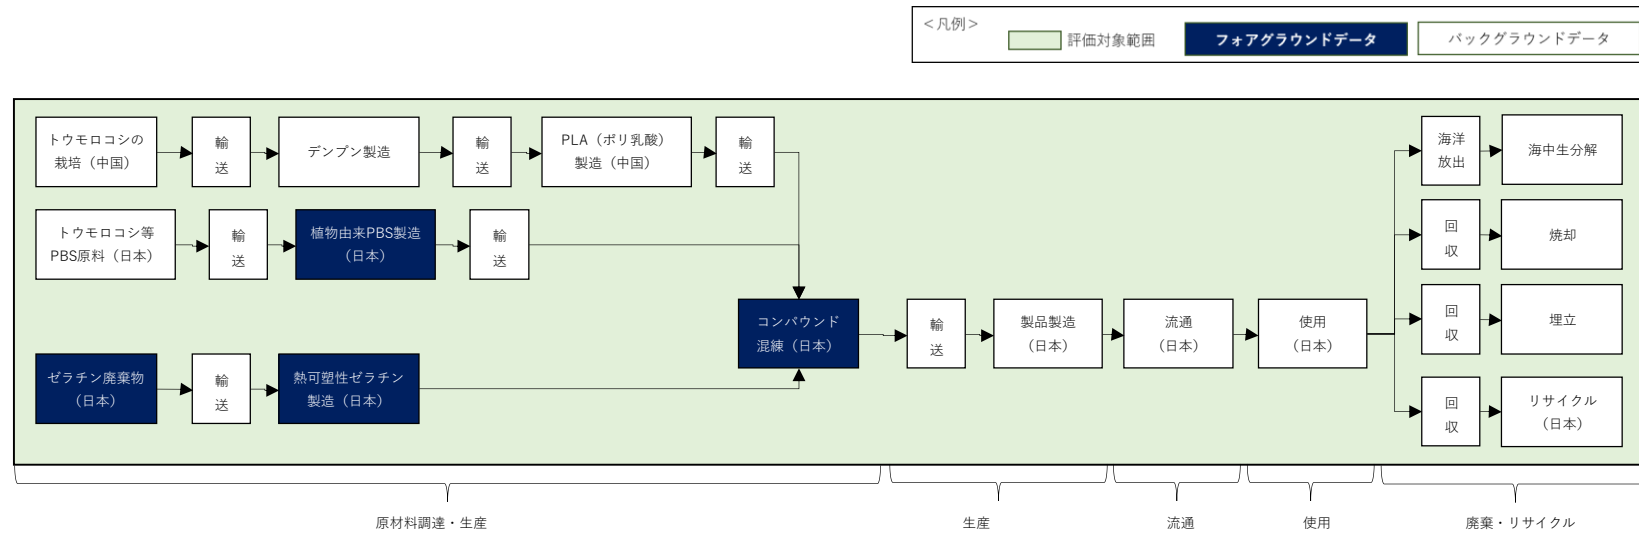 ＜凡例＞
評価対象範囲
フォアグラウンドデータ
バックグラウンドデータ
トウモロコシの
栽培（中国）
輸
送
デンプン製造
輸
送
PLA（ポリ乳酸）
製造（中国）
輸
送
海洋
放出
海中生分解
トウモロコシ等
PBS原料（日本）
輸
送
植物由来PBS製造
（日本）
輸
送
回
収
焼却
コンパウンド
混練（日本）
輸
送
製品製造
（日本）
流通
（日本）
使用
（日本）
回
収
埋立
ゼラチン廃棄物
（日本）
輸
送
熱可塑性ゼラチン
製造（日本）
回
収
リサイクル
（日本）
原材料調達・生産
生産
流通
使用
廃棄・リサイクル